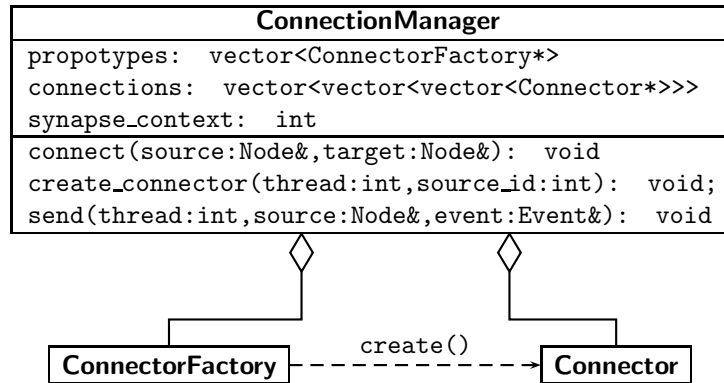 ConnectionManager
propotypes: vector<ConnectorFactory*>
connections: vector<vector<vector<Connector*>>>
synapse_context: int
connect(source:Node&,target:Node&): void
create_connector(thread:int,source_id:int): void;
send(thread:int,source:Node&,event:Event&): void
create()
ConnectorFactory
Connector